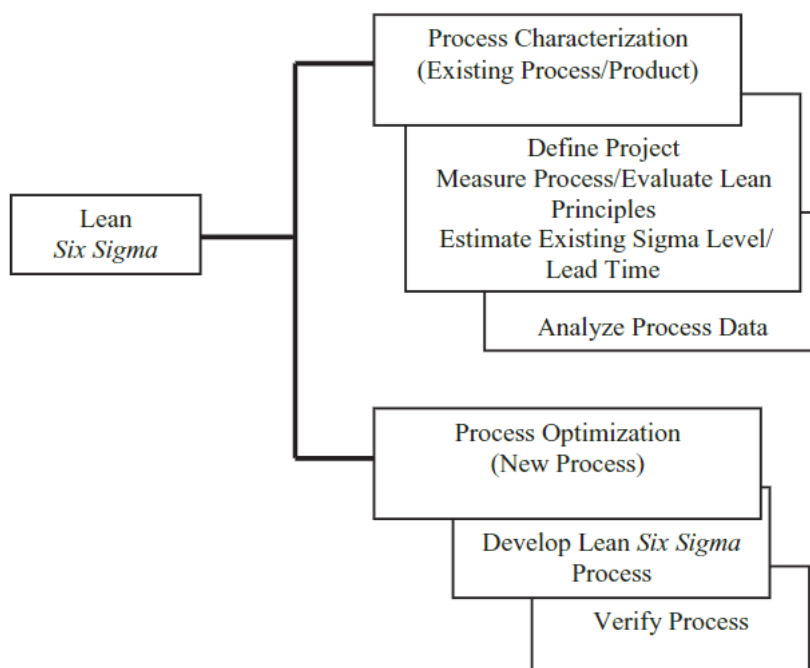 Process Characterization
(Existing Process/Product)
Define Project
Measure Process/Evaluate Lean
Principles
Estimate Existing Sigma Level/
Lead Time
Analyze Process Data
Lean
Six Sigma
Process Optimization
(New Process)
Develop Lean Six Sigma
Process
Verify Process